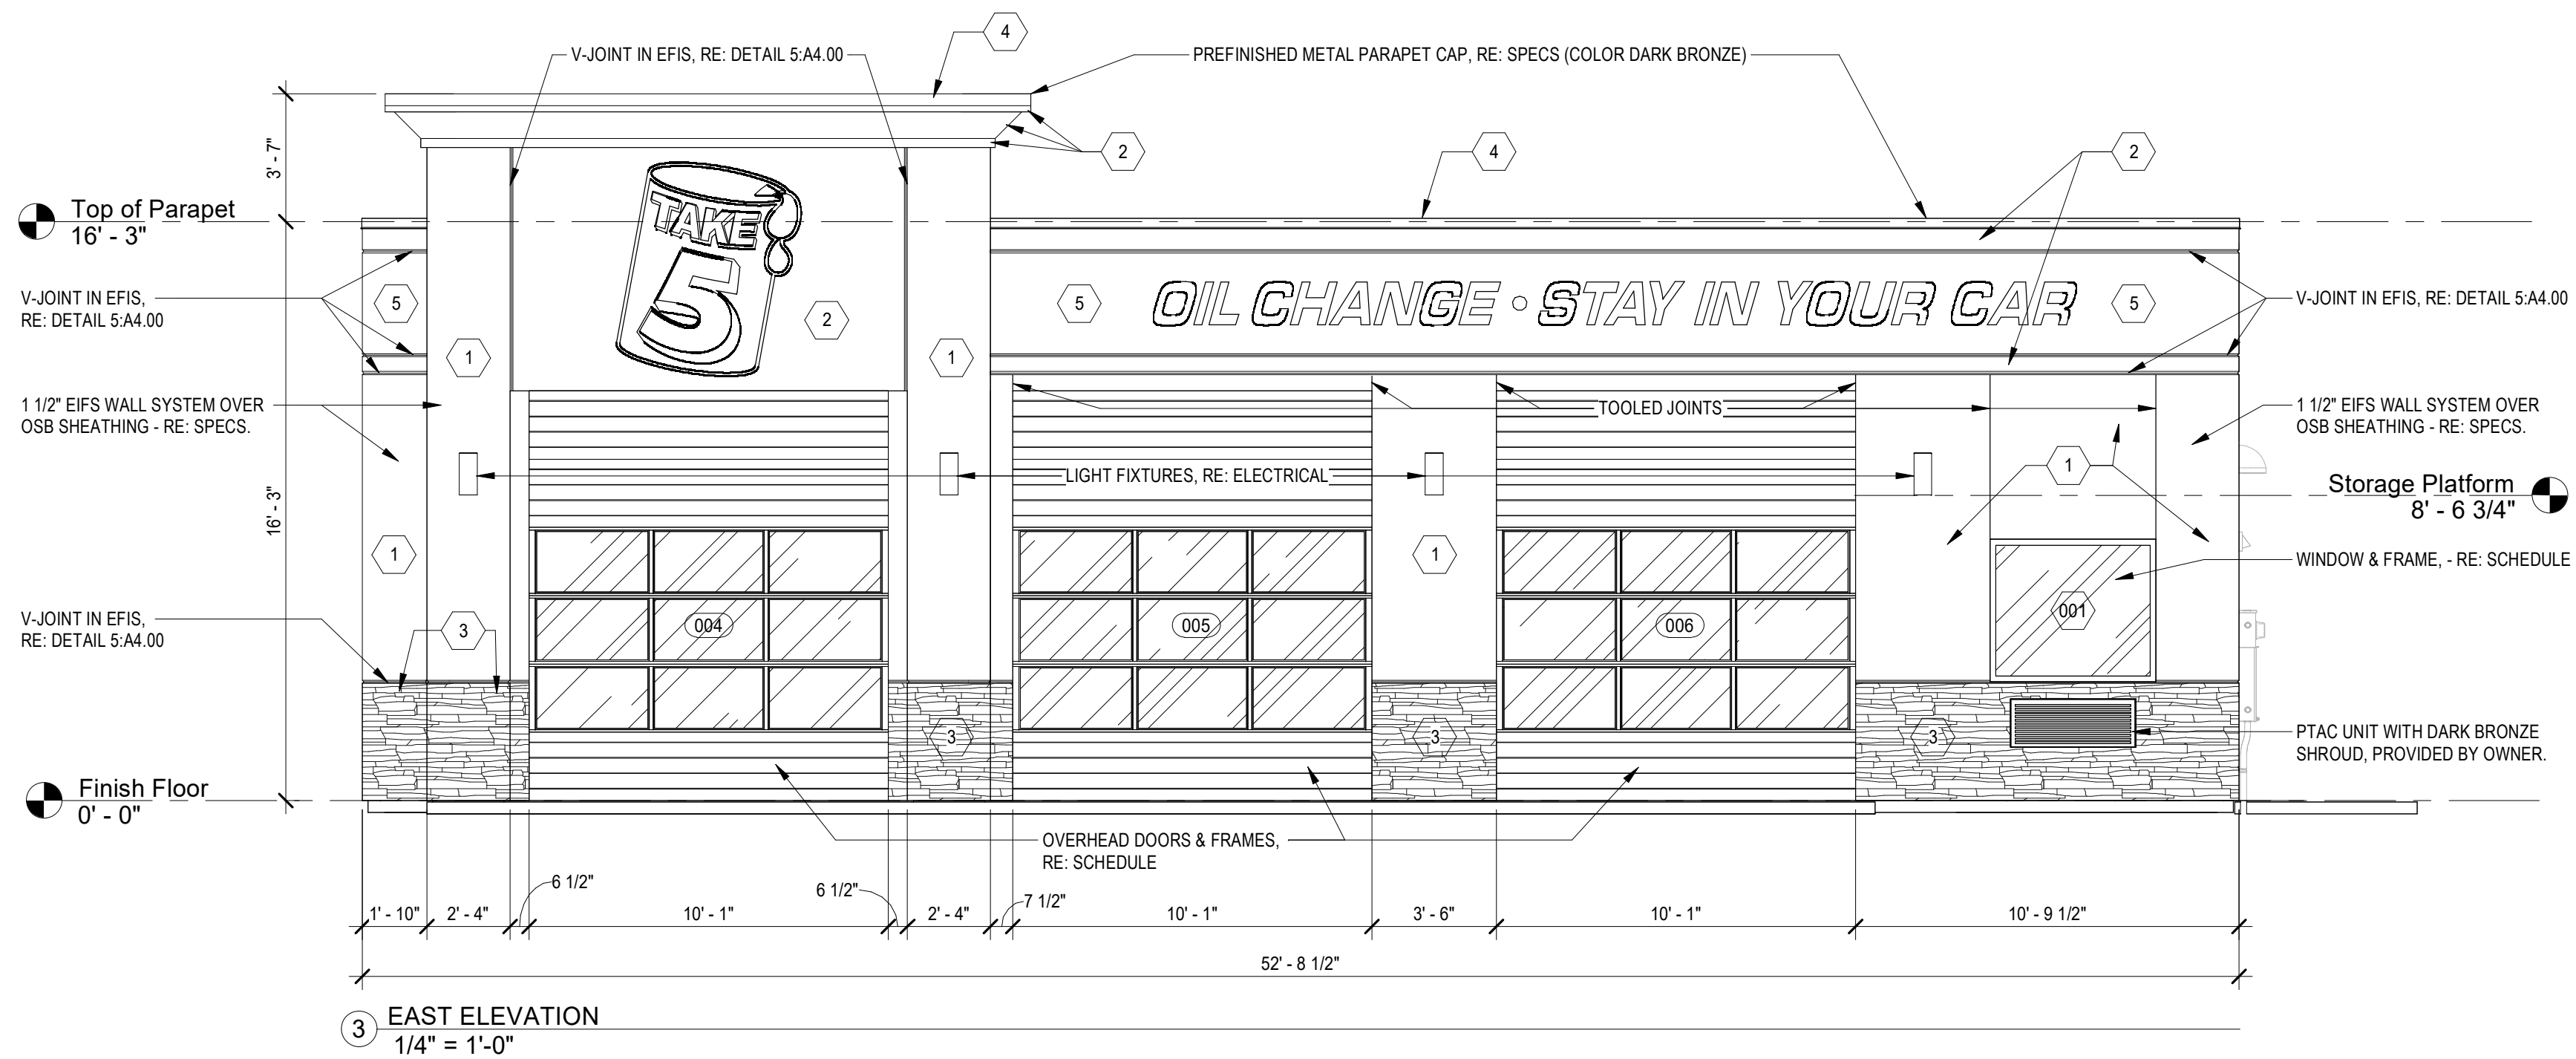 4
V-JOINT IN EFIS, RE: DETAIL 5:A4.00
PREFINISHED METAL PARAPET CAP, RE: SPECS (COLOR DARK BRONZE)
3' - 7"
2
4
2
Top of Parapet
16' - 3"
TAKE
5
V-JOINT IN EFIS,
RE: DETAIL 5:A4.00
5
2
5
OIL CHANGE • STAY IN YOUR CAR
5
V-JOINT IN EFIS, RE: DETAIL 5:A4.00
1
1
1 1/2" EIFS WALL SYSTEM OVER
OSB SHEATHING - RE: SPECS.
TOOLED JOINTS
1 1/2" EIFS WALL SYSTEM OVER
OSB SHEATHING - RE: SPECS.
LIGHT FIXTURES, RE: ELECTRICAL
1
16' - 3"
Storage Platform
8' - 6 3/4"
1
1
WINDOW & FRAME, - RE: SCHEDULE
V-JOINT IN EFIS,
RE: DETAIL 5:A4.00
3
004
005
006
001
3
3
3
PTAC UNIT WITH DARK BRONZE
SHROUD, PROVIDED BY OWNER.
Finish Floor
0' - 0"
OVERHEAD DOORS & FRAMES,
RE: SCHEDULE
6 1/2"
6 1/2"
7 1/2"
1' - 10"
2' - 4"
10' - 1"
2' - 4"
10' - 1"
3' - 6"
10' - 1"
10' - 9 1/2"
52' - 8 1/2"
3
EAST ELEVATION
1/4" = 1'-0"